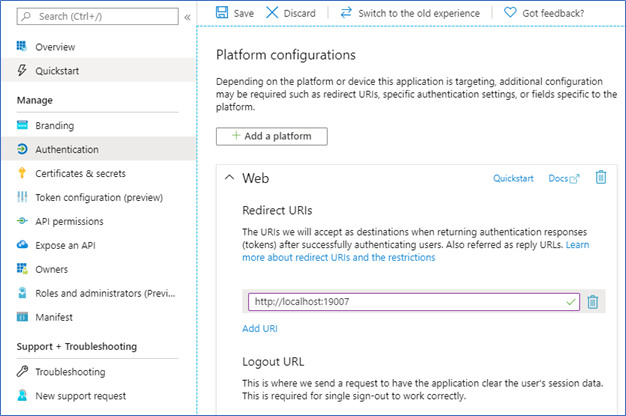 Search (Ctrl+/)
«
Save
Discard
Switch to the old experience
Got feedback?
Overview
Quickstart
Manage
Branding
Authentication
Certificates & secrets
Token configuration (preview)
API permissions
Expose an API
Owners
Roles and administrators (Previ...
Manifest
Support + Troubleshooting
Troubleshooting
New support request
Platform configurations
Depending on the platform or device this application is targeting, additional configuration
may be required such as redirect URIs, specific authentication settings, or fields specific to the
platform.
+ Add a platform
Web
Quickstart
Docs
Redirect URIs
The URIs we will accept as destinations when returning authentication responses
(tokens) after successfully authenticating users. Also referred as reply URLs. Learn
more about redirect URIs and the restrictions
http://localhost:19007
Add URI
Logout URL
This is where we send a request to have the application clear the user's session data.
This is required for single sign-out to work correctly.